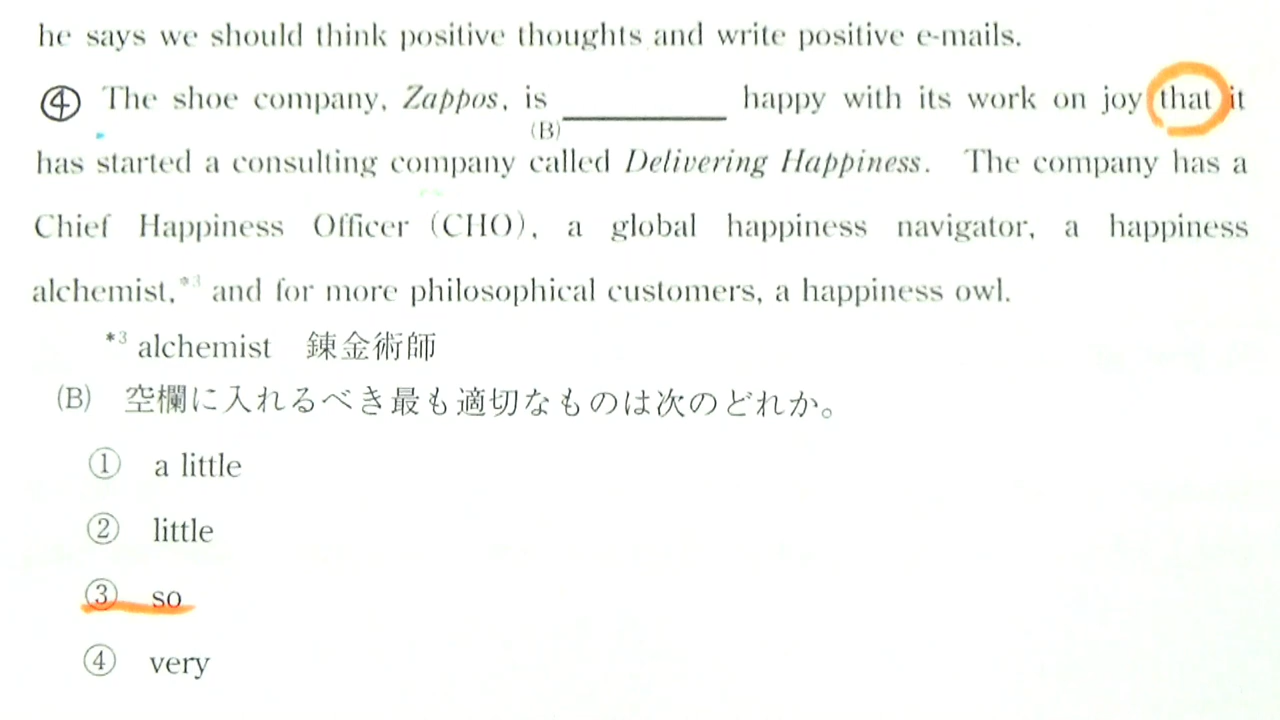 he says we should think positive thoughts and write positive e-mails.
④ The shoe company, Zappos, is ________ happy with its work on joy that it
(B)
has started a consulting company called Delivering Happiness. The company has a
Chief Happiness Officer (CHO), a global happiness navigator, a happiness
alchemist,*3 and for more philosophical customers, a happiness owl.
*3 alchemist 錬金術師
(B) 空欄に入れるべき最も適切なものは次のどれか。
① a little
② little
③ so
④ very